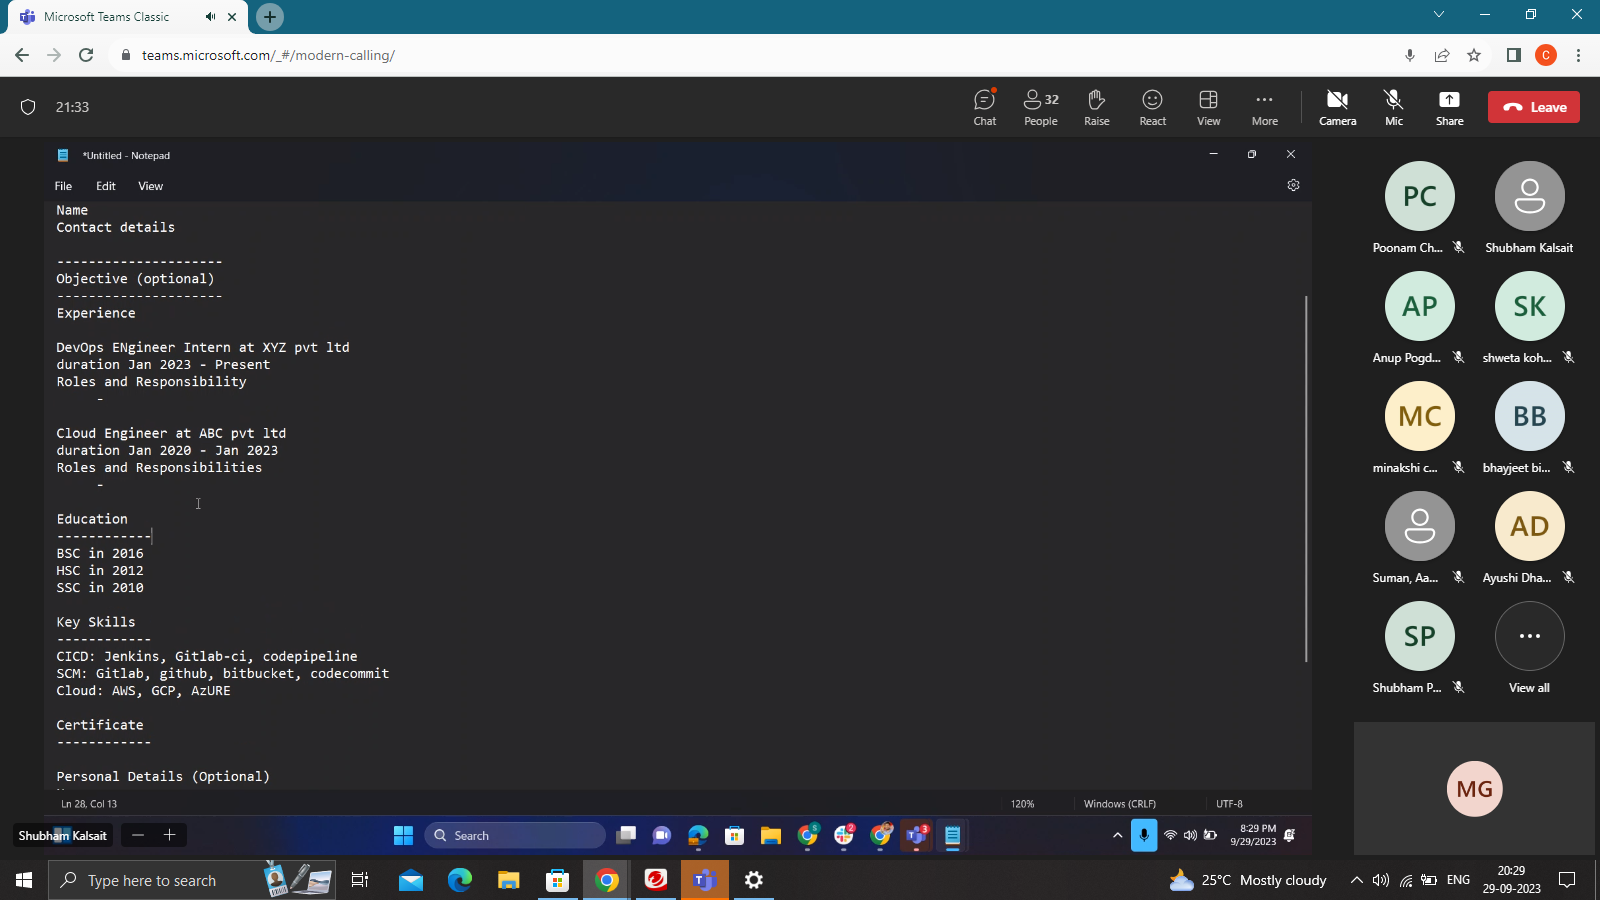 Microsoft Teams Classic
teams.microsoft.com/_#/modern-calling/
C
21:33
Chat
32
People
Raise
React
View
More
Camera
Mic
Share
Leave
*Untitled - Notepad
File Edit View
Name
Contact details
---------------------
Objective (optional)
---------------------
Experience
DevOps ENgineer Intern at XYZ pvt ltd
duration Jan 2023 - Present
Roles and Responsibility
-
Cloud Engineer at ABC pvt ltd
duration Jan 2020 - Jan 2023
Roles and Responsibilities
-
Education
------------
BSC in 2016
HSC in 2012
SSC in 2010
Key Skills
------------
CICD: Jenkins, Gitlab-ci, codepipeline
SCM: Gitlab, github, bitbucket, codecommit
Cloud: AWS, GCP, AzURE
Certificate
------------
Personal Details (Optional)
Ln 28, Col 13
120%
Windows (CRLF)
UTF-8
PC
Poonam Ch...
Shubham Kalsait
AP
Anup Pogd...
SK
shweta koh...
MC
minakshi c...
BB
bhayjeet bi...
Suman, Aa...
AD
Ayushi Dha...
SP
Shubham P...
View all
MG
Shubham Kalsait
Search
S
2
3
8:29 PM
9/29/2023
Type here to search
25°C Mostly cloudy
ENG
20:29
29-09-2023